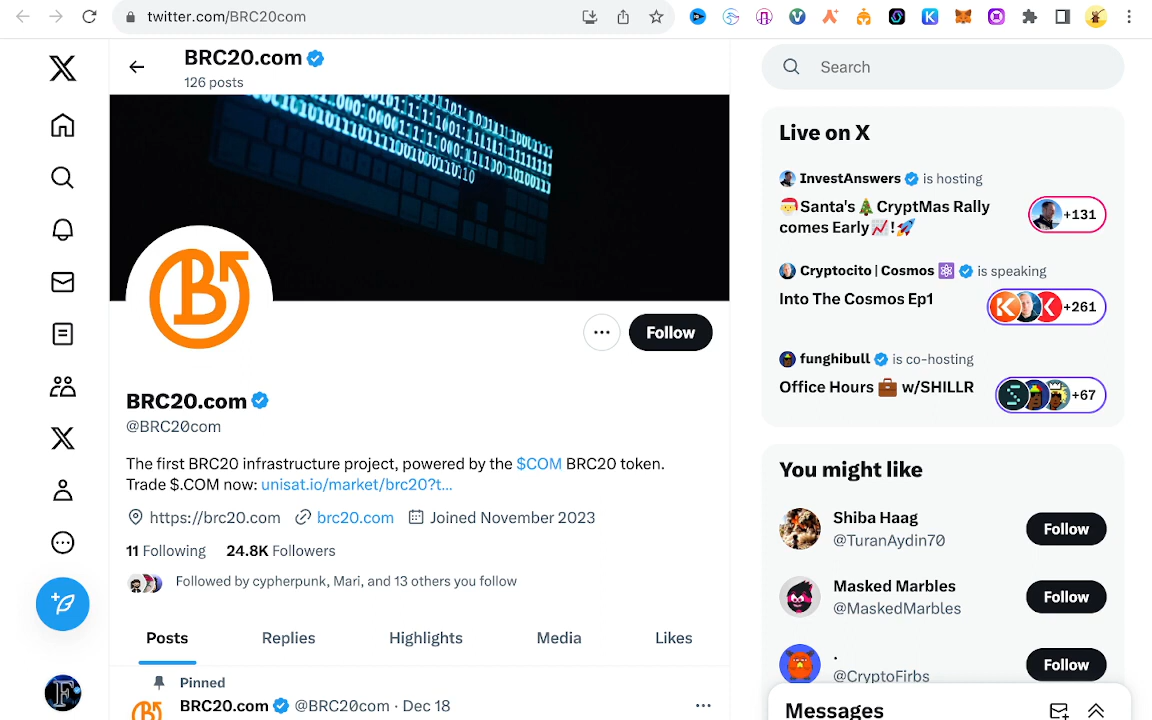 twitter.com/BRC20com
BRC20.com
126 posts
Follow
BRC20.com
@BRC20com
The first BRC20 infrastructure project, powered by the $COM BRC20 token.
Trade $.COM now: unisat.io/market/brc20?t...
https://brc20.com brc20.com Joined November 2023
11 Following 24.8K Followers
Followed by cypherpunk, Mari, and 13 others you follow
Posts Replies Highlights Media Likes
Pinned
BRC20.com @BRC20com · Dec 18
Search
Live on X
InvestAnswers is hosting
🎅Santa's🎄CryptMas Rally
comes Early📈!🚀
+131
Cryptocito | Cosmos ⚛️ is speaking
Into The Cosmos Ep1
+261
funghibull is co-hosting
Office Hours 💼 w/SHILLR
+67
You might like
Shiba Haag
@TuranAydin70
Follow
Masked Marbles
@MaskedMarbles
Follow
.
@CryptoFirbs
Follow
Messages